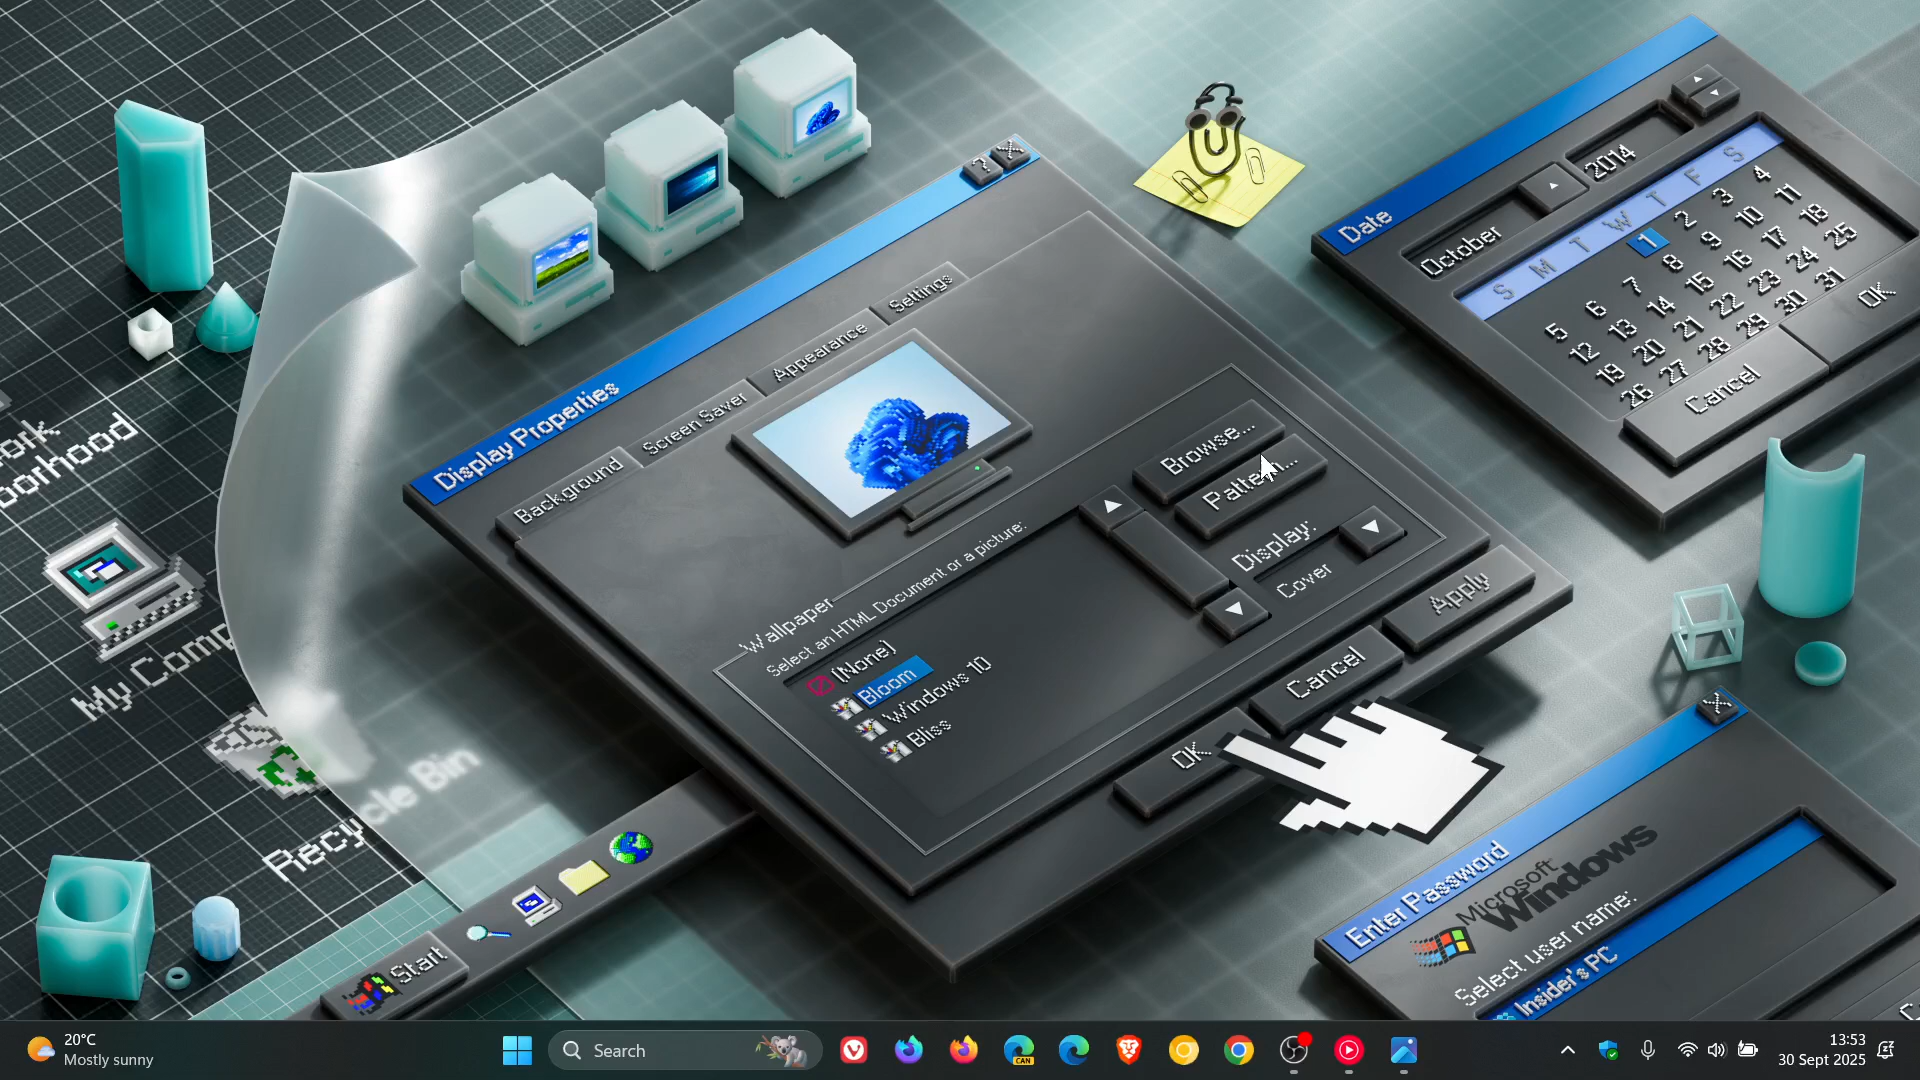 Display Properties
?
Background
Screen Saver
Appearance
Settings
Wallpaper
Select an HTML Document or a picture:
(None)
Bloom
Windows 10
Bliss
Browse...
Display:
Cover
OK
Cancel
Apply
Date
October
2014
S M T W T F S
1 2 3 4
5 6 7 8 9 10 11
12 13 14 15 16 17 18
19 20 21 22 23 24 25
26 27 28 29 30 31
Cancel
OK
Enter Password
Microsoft
Windows
Select user name:
Insider's PC
Recycle Bin
Start
20°C
Mostly sunny
Search
CAN
13:53
30 Sept 2025